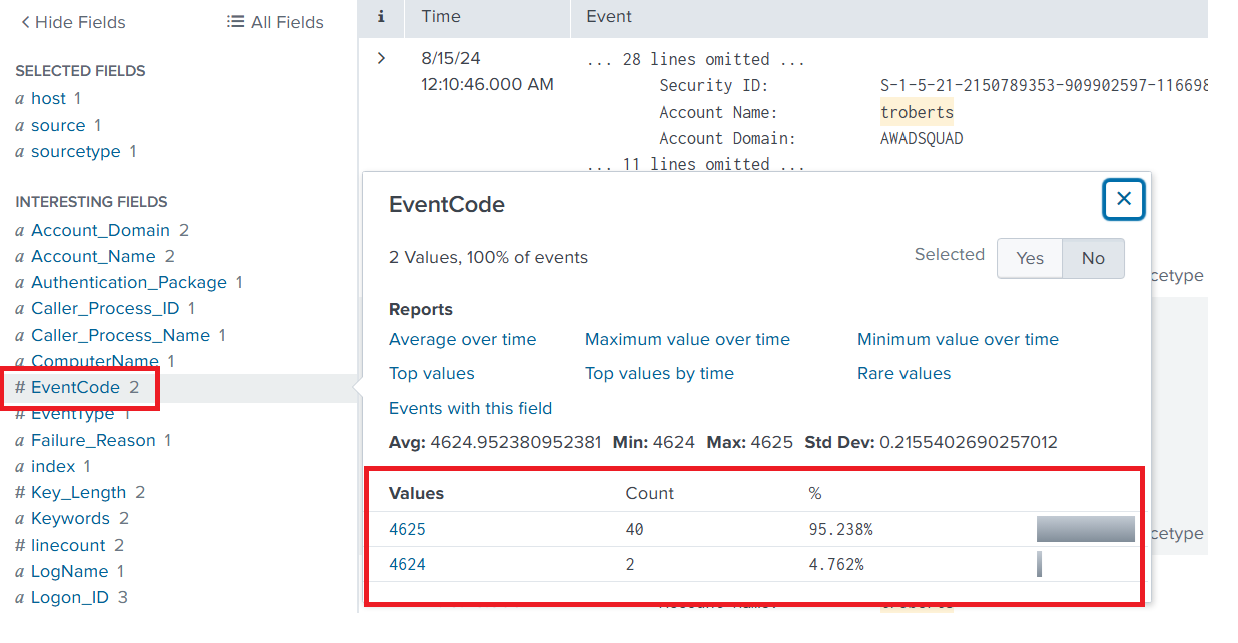 Hide Fields All Fields
i Time Event
SELECTED FIELDS
a host 1
a source 1
a sourcetype 1
INTERESTING FIELDS
a Account_Domain 2
a Account_Name 2
a Authentication_Package 1
a Caller_Process_ID 1
a Caller_Process_Name 1
a ComputerName 1
# EventCode 2
# EventType 1
a Failure_Reason 1
a index 1
# Key_Length 2
a Keywords 2
# linecount 2
a LogName 1
a Logon_ID 3
8/15/24
12:10:46.000 AM
... 28 lines omitted ...
Security ID: S-1-5-21-2150789353-909902597-116698
Account Name: troberts
Account Domain: AWADSQUAD
... 11 lines omitted ...
EventCode
2 Values, 100% of events Selected Yes No
Reports
Average over time Maximum value over time Minimum value over time
Top values Top values by time Rare values
Events with this field
Avg: 4624.952380952381 Min: 4624 Max: 4625 Std Dev: 0.2155402690257012
Values Count %
4625 40 95.238%
4624 2 4.762%
cetype
cetype